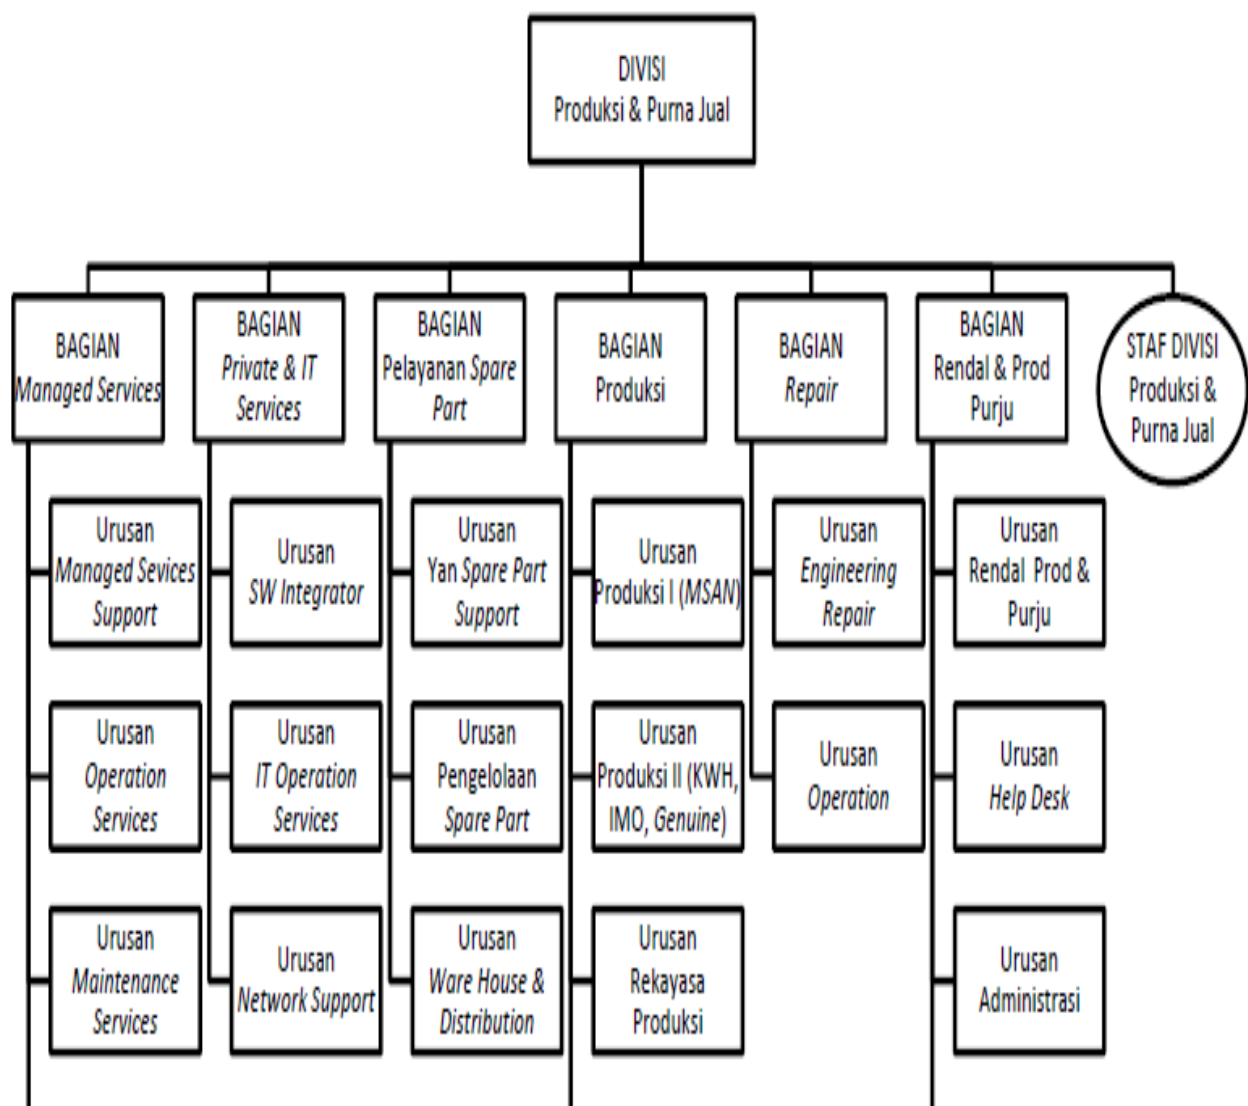 DIVISI
Produksi & Purna Jual
BAGIAN
Managed Services
BAGIAN
Private & IT
Services
BAGIAN
Pelayanan Spare
Part
BAGIAN
Produksi
BAGIAN
Repair
BAGIAN
Rendal & Prod
Purju
STAF DIVISI
Produksi &
Purna Jual
Urusan
Managed Sevices
Support
Urusan
SW Integrator
Urusan
Yan Spare Part
Support
Urusan
Produksi I (MSAN)
Urusan
Engineering
Repair
Urusan
Rendal Prod &
Purju
Urusan
Operation
Services
Urusan
IT Operation
Services
Urusan
Pengelolaan
Spare Part
Urusan
Produksi II (KWH,
IMO, Genuine)
Urusan
Operation
Urusan
Help Desk
Urusan
Maintenance
Services
Urusan
Network Support
Urusan
Ware House &
Distribution
Urusan
Rekayasa
Produksi
Urusan
Administrasi